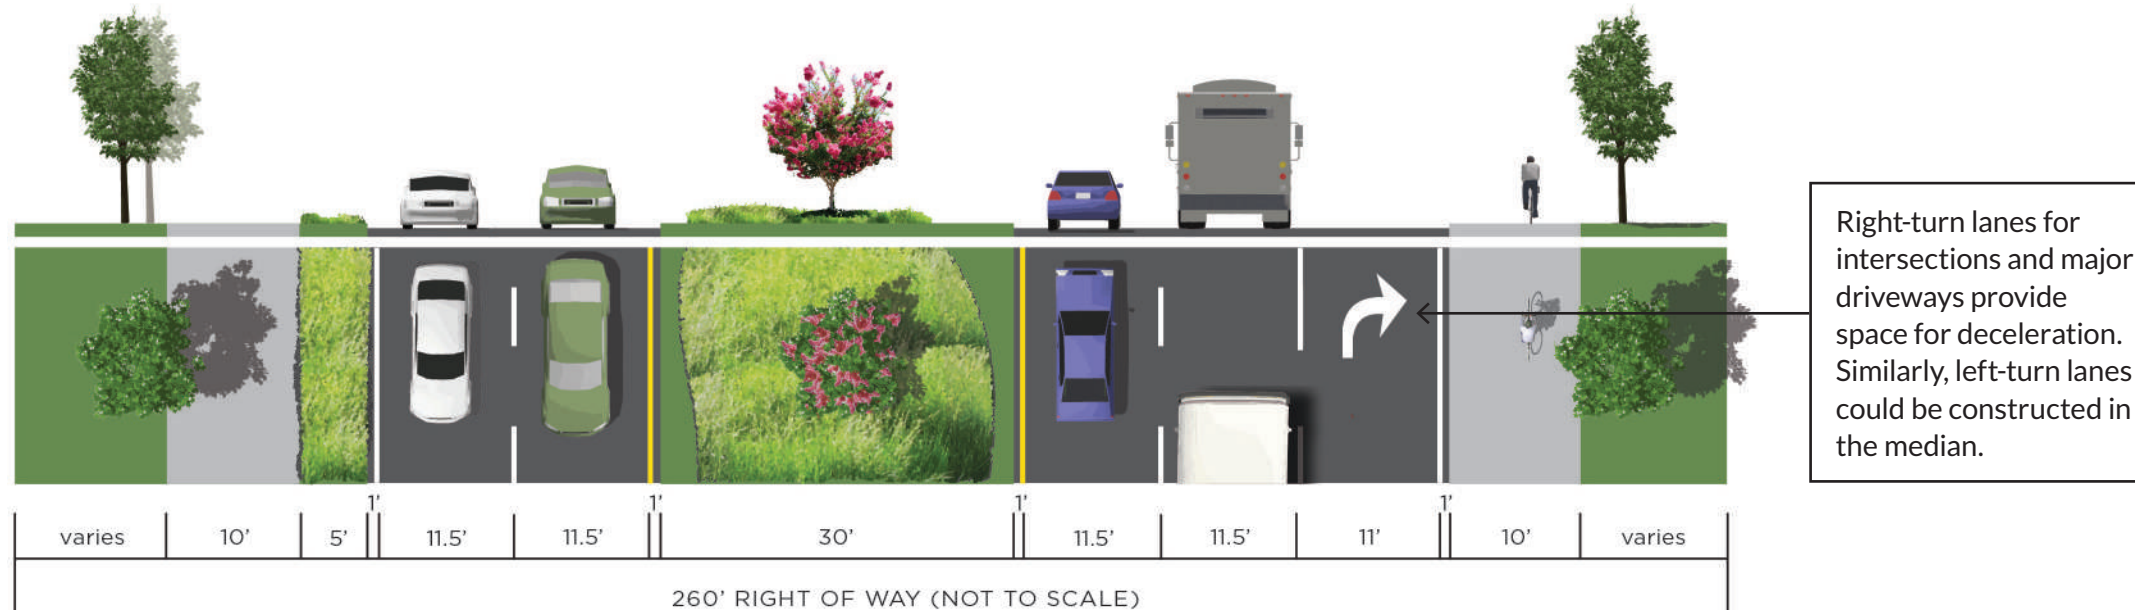 Right-turn lanes for
intersections and major
driveways provide
space for deceleration.
Similarly, left-turn lanes
could be constructed in
the median.
1' 1' 1' 1'
varies 10' 5' 11.5' 11.5' 30' 11.5' 11.5' 11' 10' varies
260' RIGHT OF WAY (NOT TO SCALE)